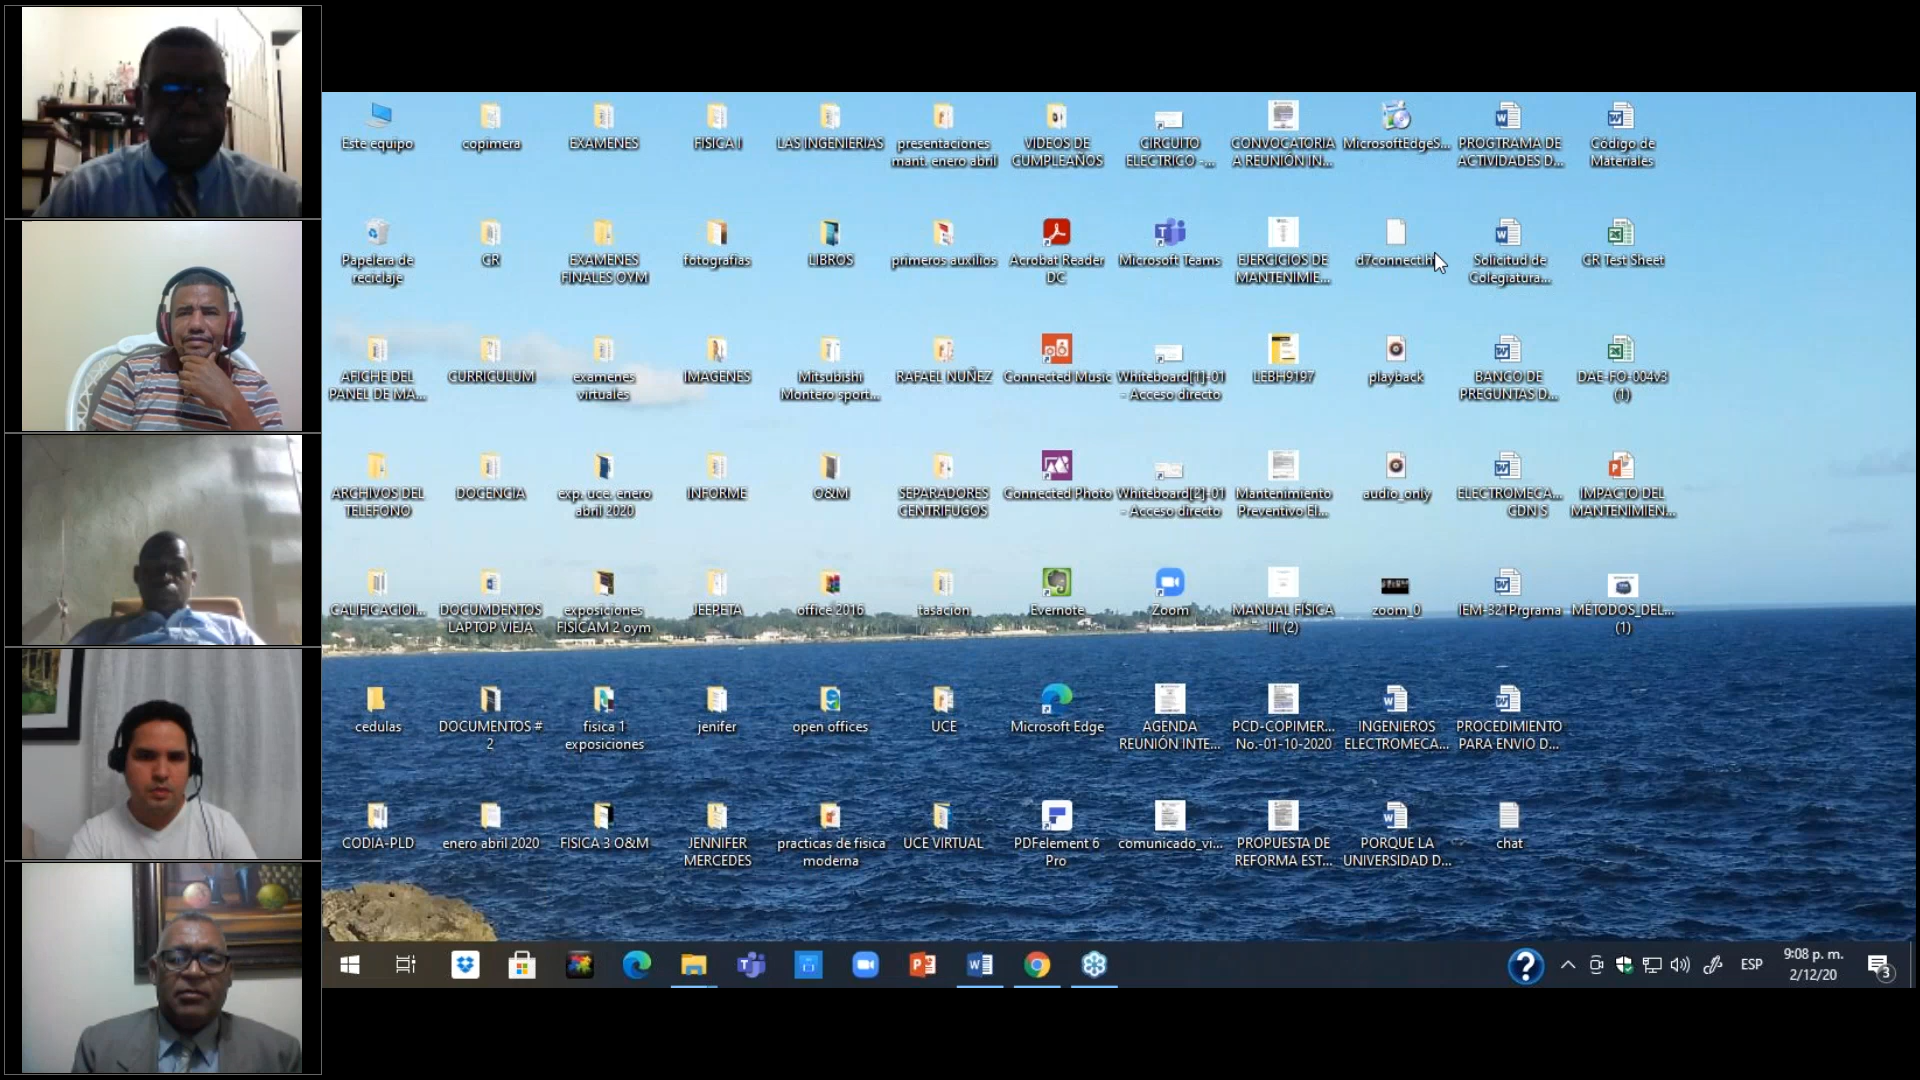 Este equipo
copimera
EXAMENES
FISICA I
LAS INGENIERIAS
presentaciones
mant. enero abril
VIDEOS DE
CUMPLEAÑOS
CIRCUITO
ELECTRICO -...
CONVOCATORIA
A REUNIÓN IN...
MicrosoftEdgeS...
PROGRAMA DE
ACTIVIDADES D...
Código de
Materiales
Papelera de
reciclaje
CR
EXAMENES
FINALES OYM
fotografias
LIBROS
primeros auxilios
Acrobat Reader
DC
Microsoft Teams
EJERCICIOS DE
MANTENIMIE...
Solicitud de
Colegiatura...
CR Test Sheet
AFICHE DEL
PANEL DE MA...
CURRICULUM
examenes
virtuales
IMAGENES
Mitsubishi
Montero sport...
RAFAEL NUÑEZ
Connected Music
Whiteboard[1]-01
- Acceso directo
LEBH9197
playback
BANCO DE
PREGUNTAS D...
DAE-FO-004v3
(1)
ARCHIVOS DEL
TELEFONO
DOCENCIA
exp. uce. enero
abril 2020
INFORME
O&M
SEPARADORES
CENTRIFUGOS
Connected Photo
Whiteboard[2]-01
- Acceso directo
Mantenimiento
Preventivo El...
audio_only
ELECTROMECA...
CDN S
IMPACTO DEL
MANTENIMIEN...
CALIFICACIO...
DOCUMDENTOS
LAPTOP VIEJA
exposiciones
FISICAM 2 oym
JEEPETA
office 2016
tasacion
Evernote
Zoom
MANUAL FÍSICA
III (2)
zoom_0
IEM-321Prgrama
MÉTODOS_DEL...
(1)
cedulas
DOCUMENTOS #
2
fisica 1
exposiciones
jenifer
open offices
UCE
Microsoft Edge
AGENDA
REUNIÓN INTE...
PCD-COPIMER...
No.-01-10-2020
INGENIEROS
ELECTROMECA...
PROCEDIMIENTO
PARA ENVIO D...
CODIA-PLD
enero abril 2020
FISICA 3 O&M
JENNIFER
MERCEDES
practicas de fisica
moderna
UCE VIRTUAL
PDFelement 6
Pro
comunicado_vi...
PROPUESTA DE
REFORMA EST...
PORQUE LA
UNIVERSIDAD D...
chat
ESP
9:08 p. m.
2/12/20
3